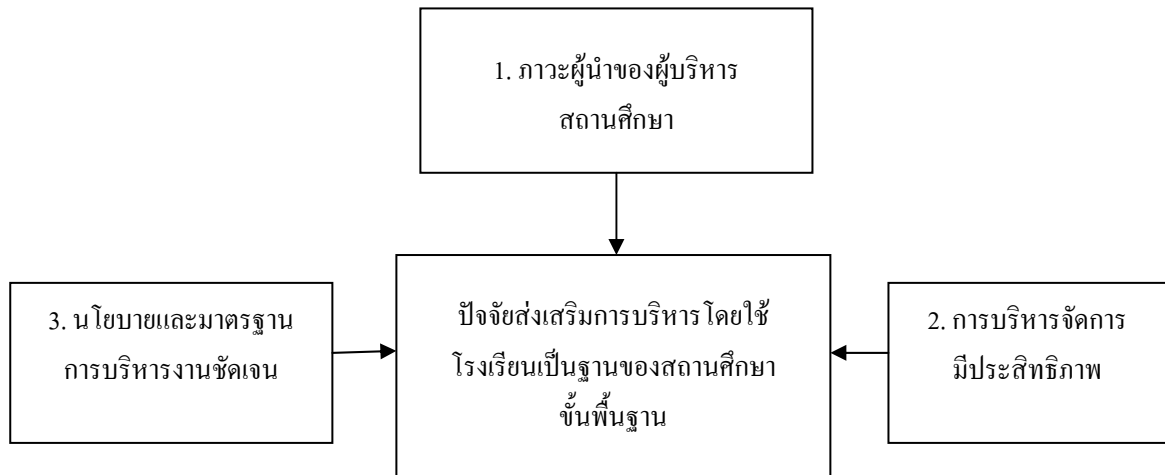 1. ภาวะผู้นำของผู้บริหาร
สถานศึกษา
3. นโยบายและมาตรฐาน
การบริหารงานชัดเจน
ปัจจัยส่งเสริมการบริหารโดยใช้
โรงเรียนเป็นฐานของสถานศึกษา
ขั้นพื้นฐาน
2. การบริหารจัดการ
มีประสิทธิภาพ